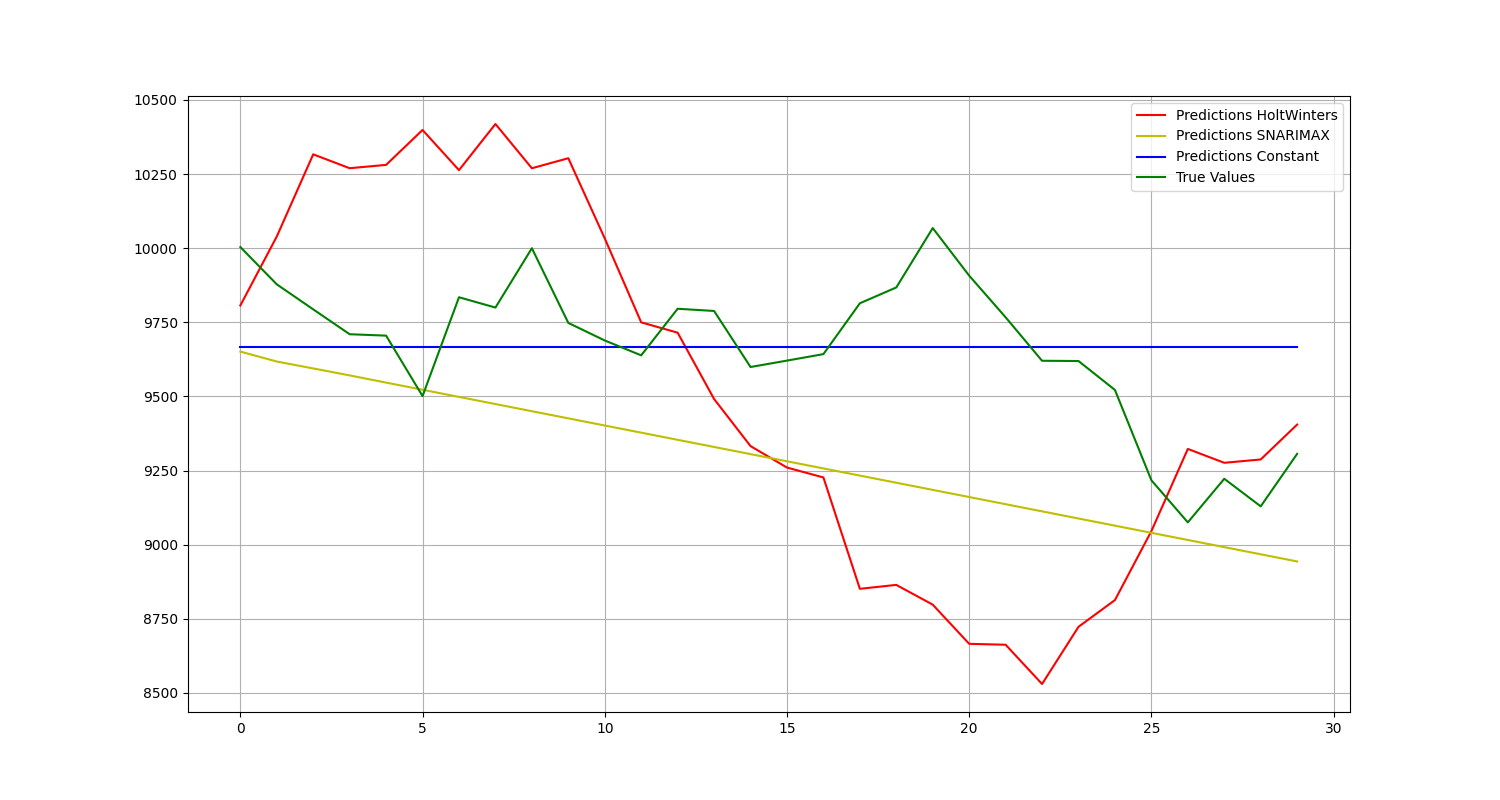 10500
10250
10000
9750
9500
9250
9000
8750
8500
0 5 10 15 20 25 30
Predictions HoltWinters
Predictions SNARIMAX
Predictions Constant
True Values